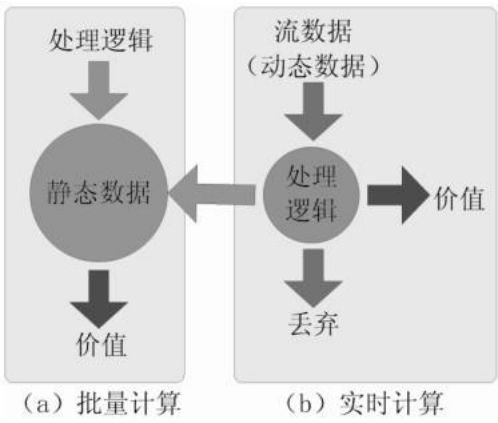 处理逻辑
静态数据
价值
(a)批量计算
流数据
(动态数据)
处理
逻辑
价值
丢弃
(b)实时计算